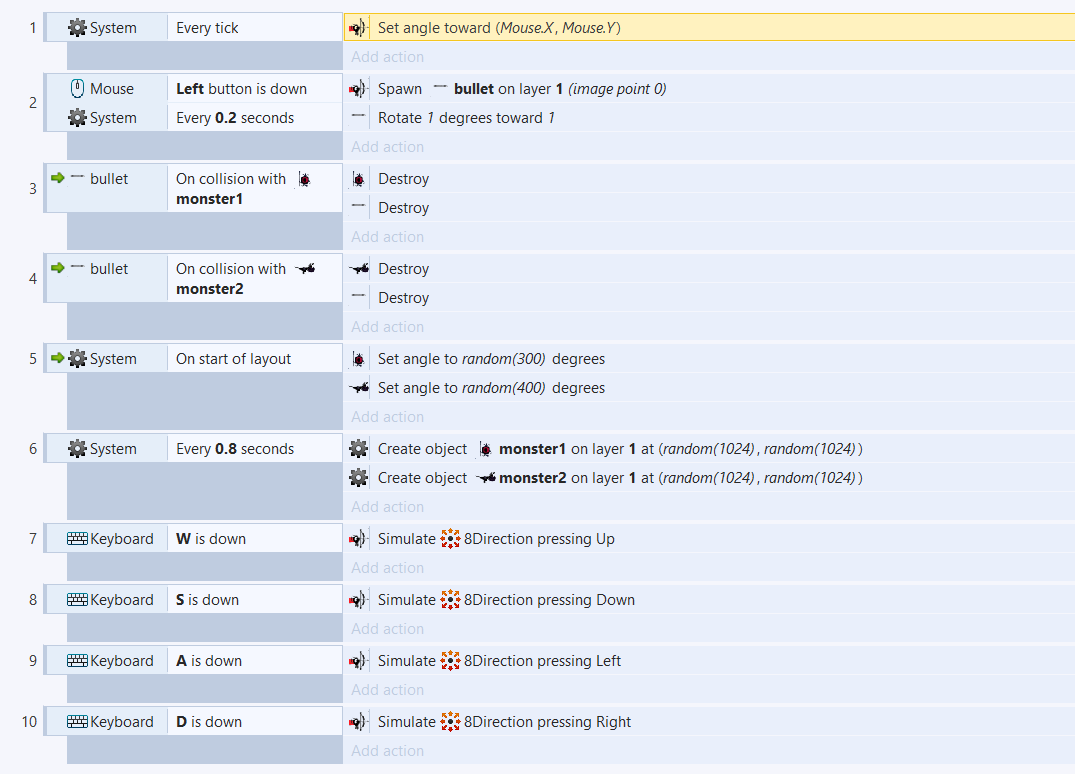 1 System Every tick Set angle toward (Mouse.X, Mouse.Y)
Add action
2 Mouse Left button is down Spawn bullet on layer 1 (image point 0)
System Every 0.2 seconds Rotate 1 degrees toward 1
Add action
3 bullet On collision with monster1 Destroy
Destroy
Add action
4 bullet On collision with monster2 Destroy
Destroy
Add action
5 System On start of layout Set angle to random(300) degrees
Set angle to random(400) degrees
Add action
6 System Every 0.8 seconds Create object monster1 on layer 1 at (random(1024), random(1024))
Create object monster2 on layer 1 at (random(1024), random(1024))
Add action
7 Keyboard W is down Simulate 8Direction pressing Up
Add action
8 Keyboard S is down Simulate 8Direction pressing Down
Add action
9 Keyboard A is down Simulate 8Direction pressing Left
Add action
10 Keyboard D is down Simulate 8Direction pressing Right
Add action